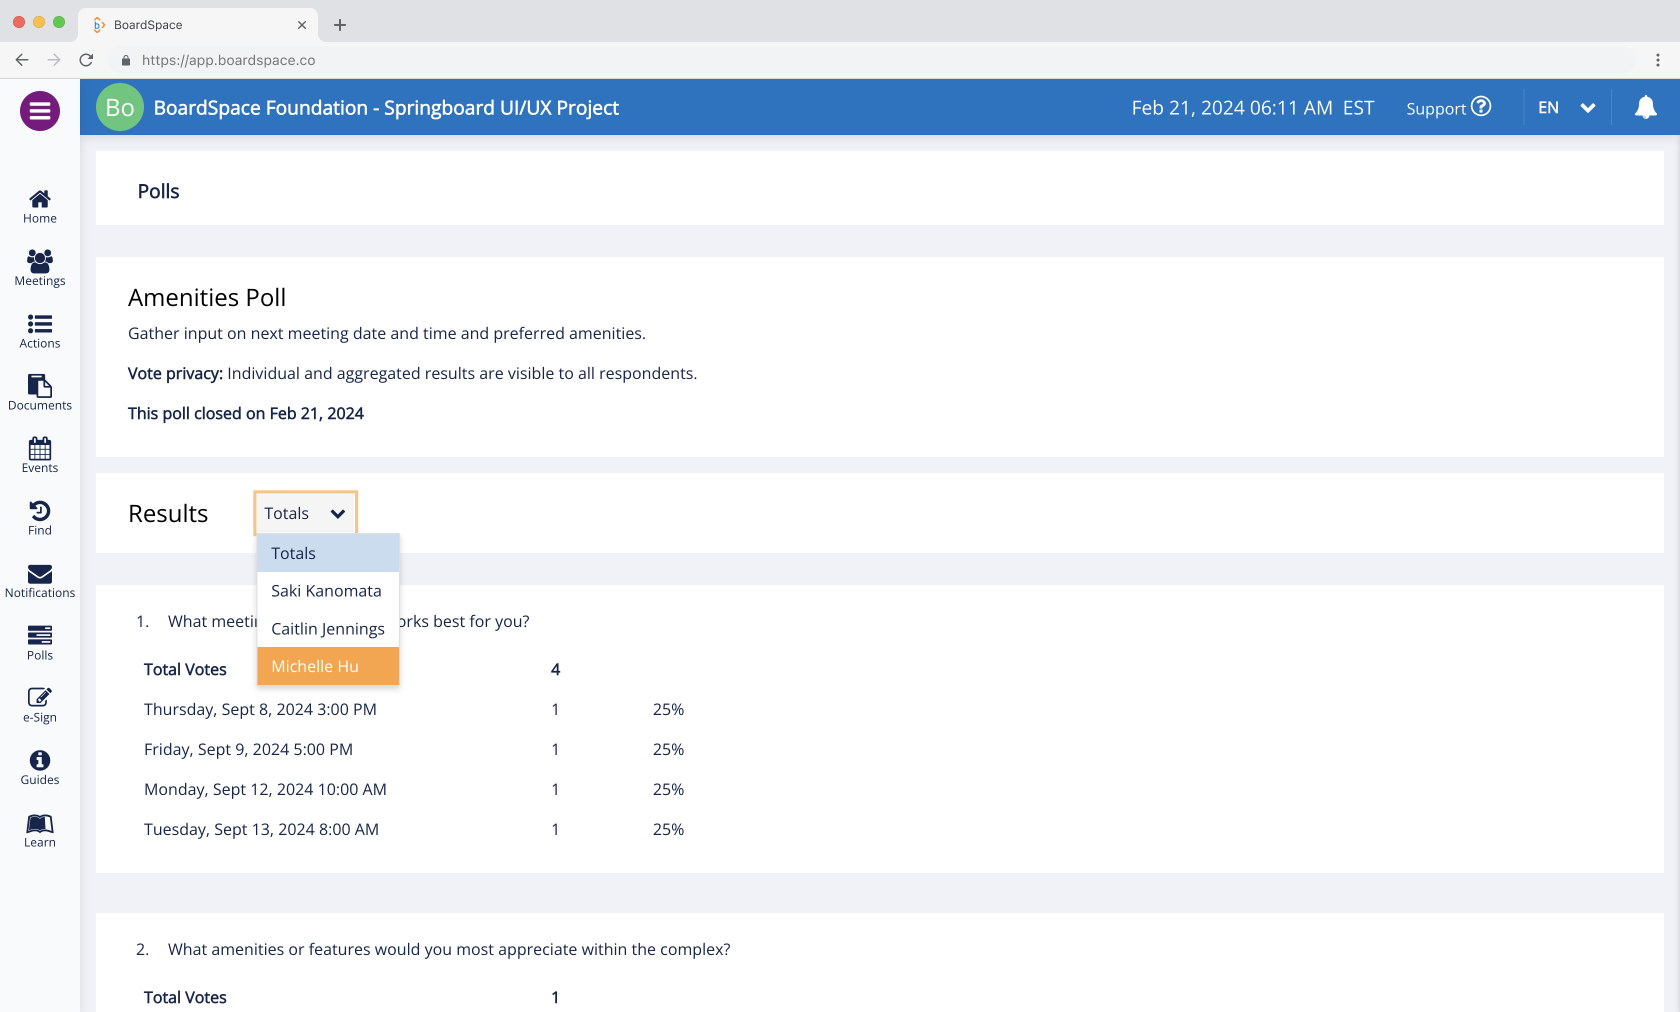 BoardSpace
https://app.boardspace.co
Bo BoardSpace Foundation - Springboard UI/UX Project
Feb 21, 2024 06:11 AM EST
Support
EN
Home
Meetings
Actions
Documents
Events
Find
Notifications
Polls
e-Sign
Guides
Learn
Polls
Amenities Poll
Gather input on next meeting date and time and preferred amenities.
Vote privacy: Individual and aggregated results are visible to all respondents.
This poll closed on Feb 21, 2024
Results
Totals
Totals
Saki Kanomata
Caitlin Jennings
Michelle Hu
1. What best for you?
Total Votes 4
Thursday, Sept 8, 2024 3:00 PM 1 25%
Friday, Sept 9, 2024 5:00 PM 1 25%
Monday, Sept 12, 2024 10:00 AM 1 25%
Tuesday, Sept 13, 2024 8:00 AM 1 25%
2. What amenities or features would you most appreciate within the complex?
Total Votes 1